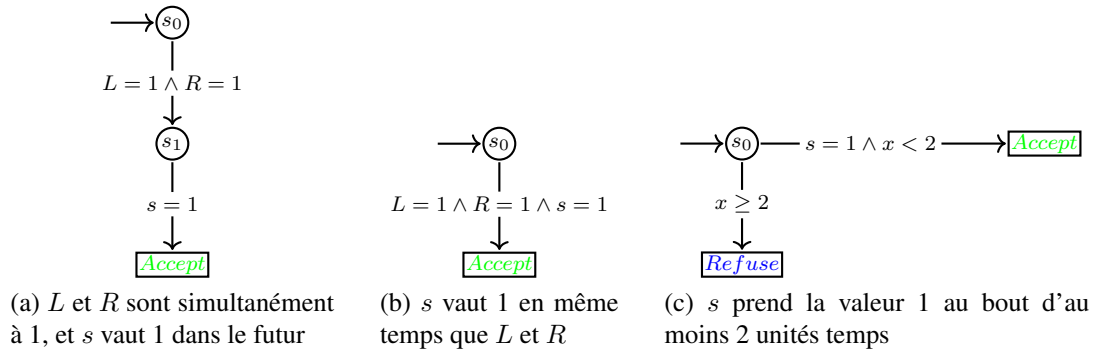 s₀
L = 1 ∧ R = 1
s₁
s = 1
Accept
(a) L et R sont simultanément
à 1, et s vaut 1 dans le futur
s₀
L = 1 ∧ R = 1 ∧ s = 1
Accept
(b) s vaut 1 en même
temps que L et R
s₀
s = 1 ∧ x < 2
Accept
x ≥ 2
Refuse
(c) s prend la valeur 1 au bout d'au
moins 2 unités temps